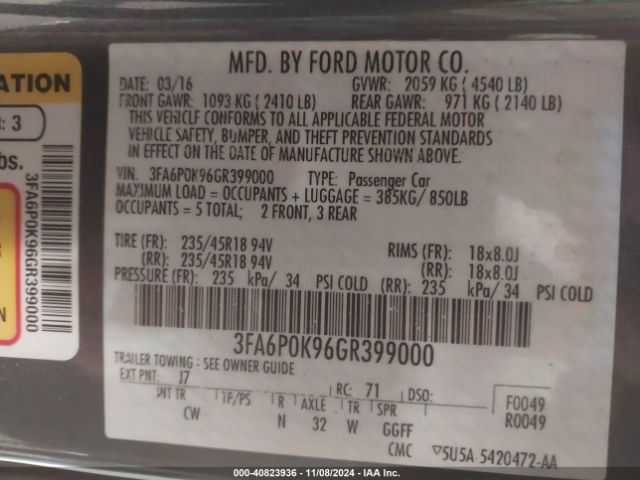 ATION
: 3
bs.
3FA6P0K96GR399000
N
MFD. BY FORD MOTOR CO.
DATE: 03/16 GVWR: 2059 KG ( 4540 LB)
FRONT GAWR: 1093 KG ( 2410 LB) REAR GAWR: 971 KG ( 2140 LB)
THIS VEHICLE CONFORMS TO ALL APPLICABLE FEDERAL MOTOR
VEHICLE SAFETY, BUMPER, AND THEFT PREVENTION STANDARDS
IN EFFECT ON THE DATE OF MANUFACTURE SHOWN ABOVE.
VIN: 3FA6P0K96GR399000 TYPE: Passenger Car
MAXIMUM LOAD = OCCUPANTS + LUGGAGE = 385KG/ 850LB
OCCUPANTS = 5 TOTAL: 2 FRONT, 3 REAR
TIRE (FR): 235/45R18 94V RIMS (FR): 18x8.0J
(RR): 235/45R18 94V (RR): 18x8.0J
PRESSURE (FR): 235 kPa/ 34 PSI COLD (RR): 235 kPa/ 34 PSI COLD
3FA6P0K96GR399000
TRAILER TOWING: SEE OWNER GUIDE
EXT PNT: J7 RC: 71 DSO: F0049
R0049
INT TR TP/PS R AXLE TR SPR
CW N 32 W GGFF
CMC 5U5A 5420472-AA
000-40823936 - 11/08/2024 - IAA Inc.